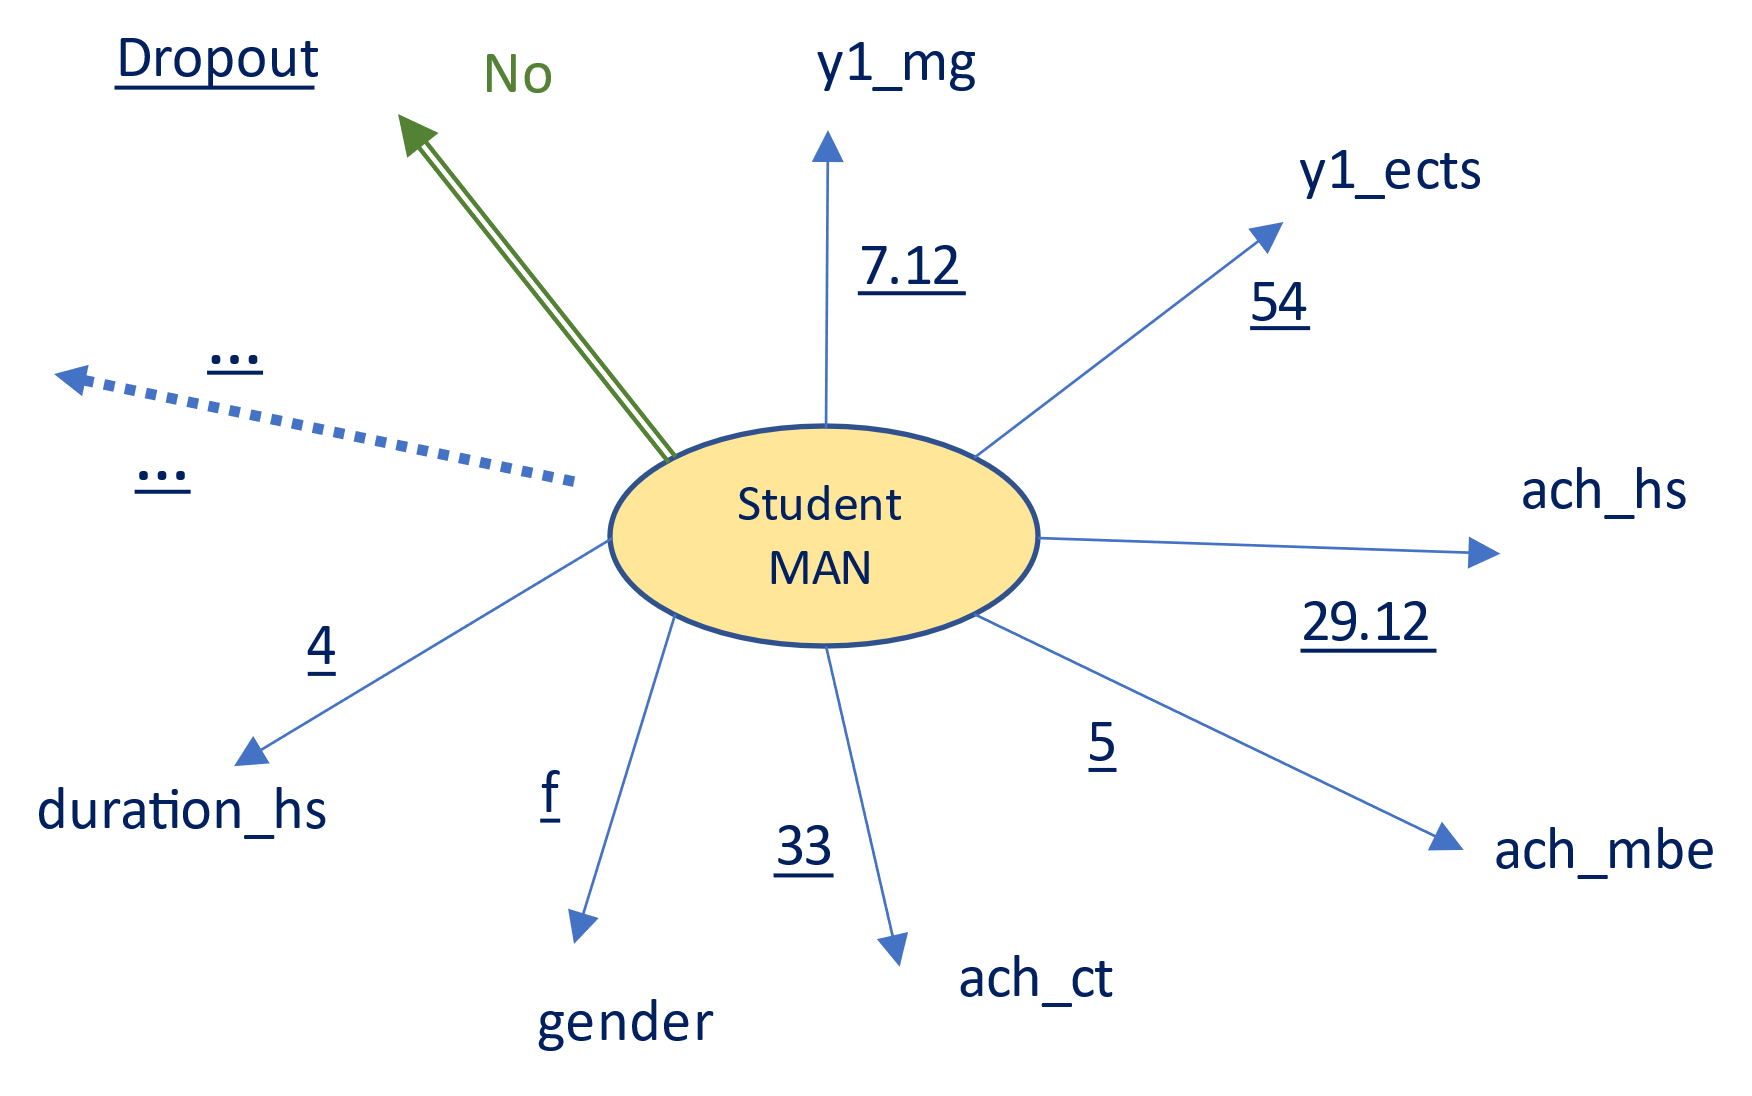 Dropout
No
y1_mg
y1_ects
7.12
54
...
...
Student
MAN
ach_hs
29.12
4
5
duration_hs
f
33
ach_mbe
ach_ct
gender